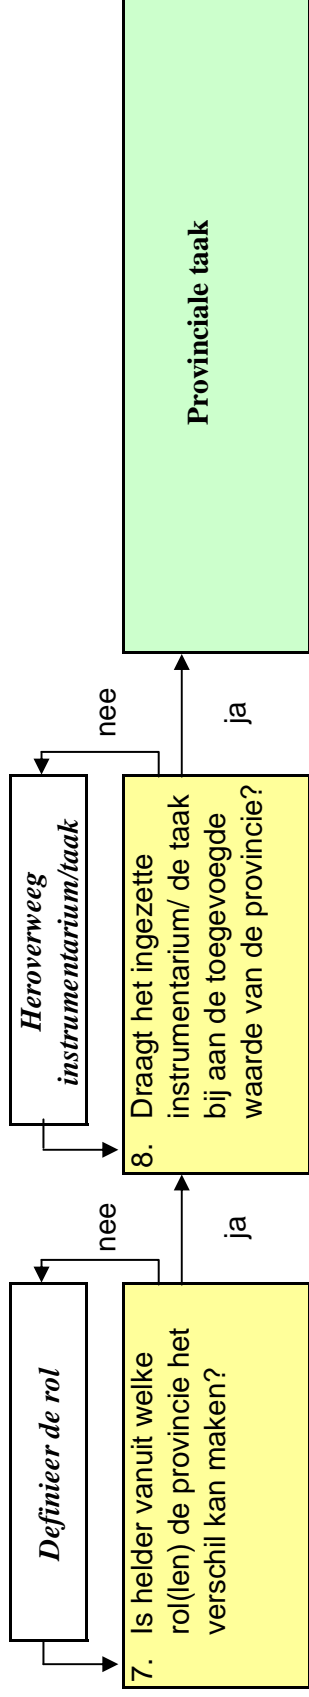 Definieer de rol
7. Is helder vanuit welke
rol(len) de provincie het
verschil kan maken?
nee
ja
Heroverweeg
instrumentarium/taak
8. Draagt het ingezette
instrumentarium/ de taak
bij aan de toegevoegde
waarde van de provincie?
nee
ja
Provinciale taak